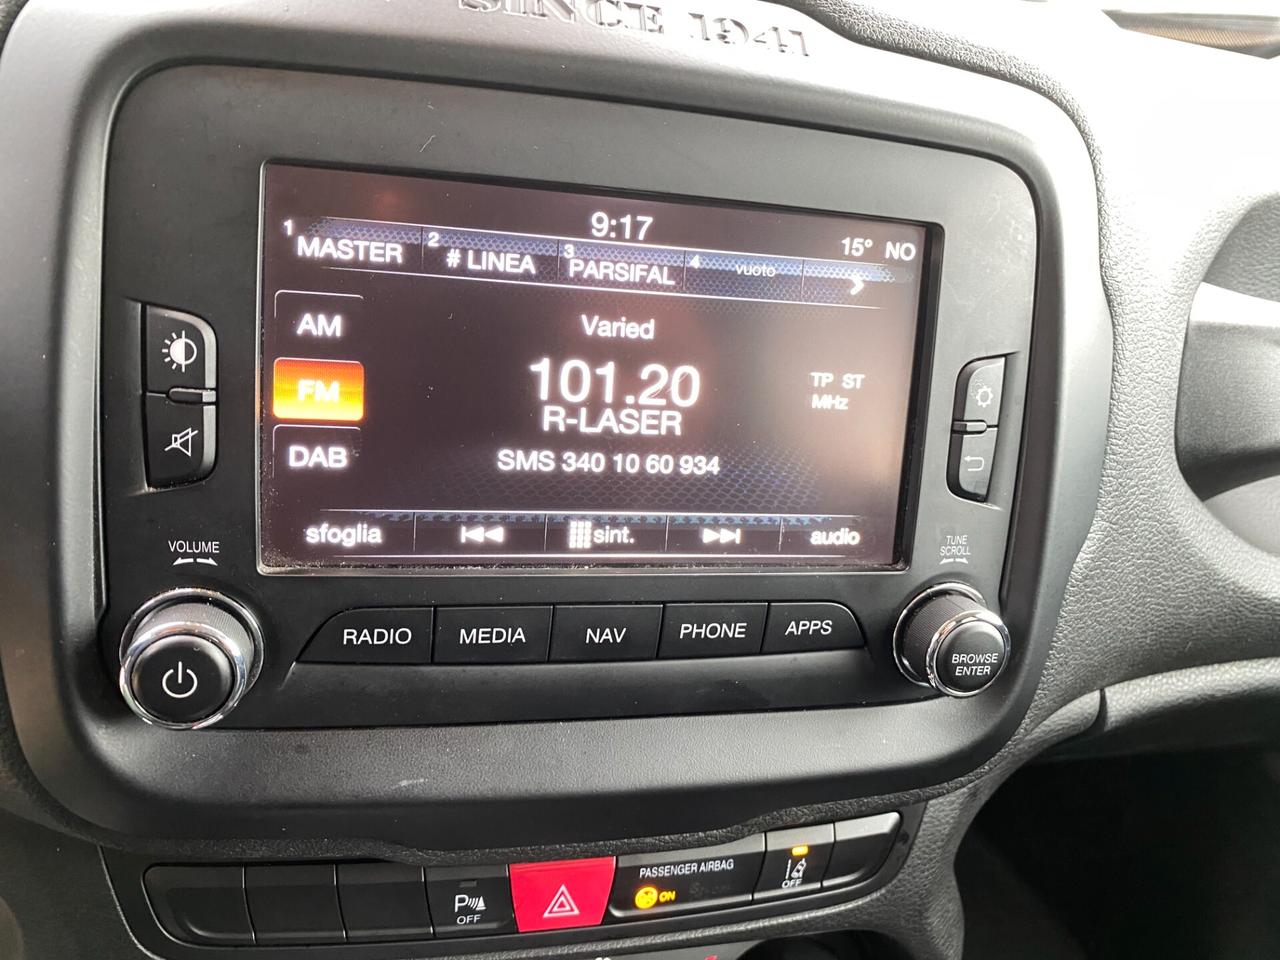 SINCE 1941
9:17
15° NO
1 MASTER
2 # LINEA
3 PARSIFAL
4 vuoto
AM
Varied
FM
101.20
TP ST
MHz
R-LASER
DAB
SMS 340 10 60 934
sfoglia
sint.
audio
VOLUME
TUNE
SCROLL
RADIO
MEDIA
NAV
PHONE
APPS
BROWSE
ENTER
PASSENGER AIRBAG
ON
P
OFF
OFF